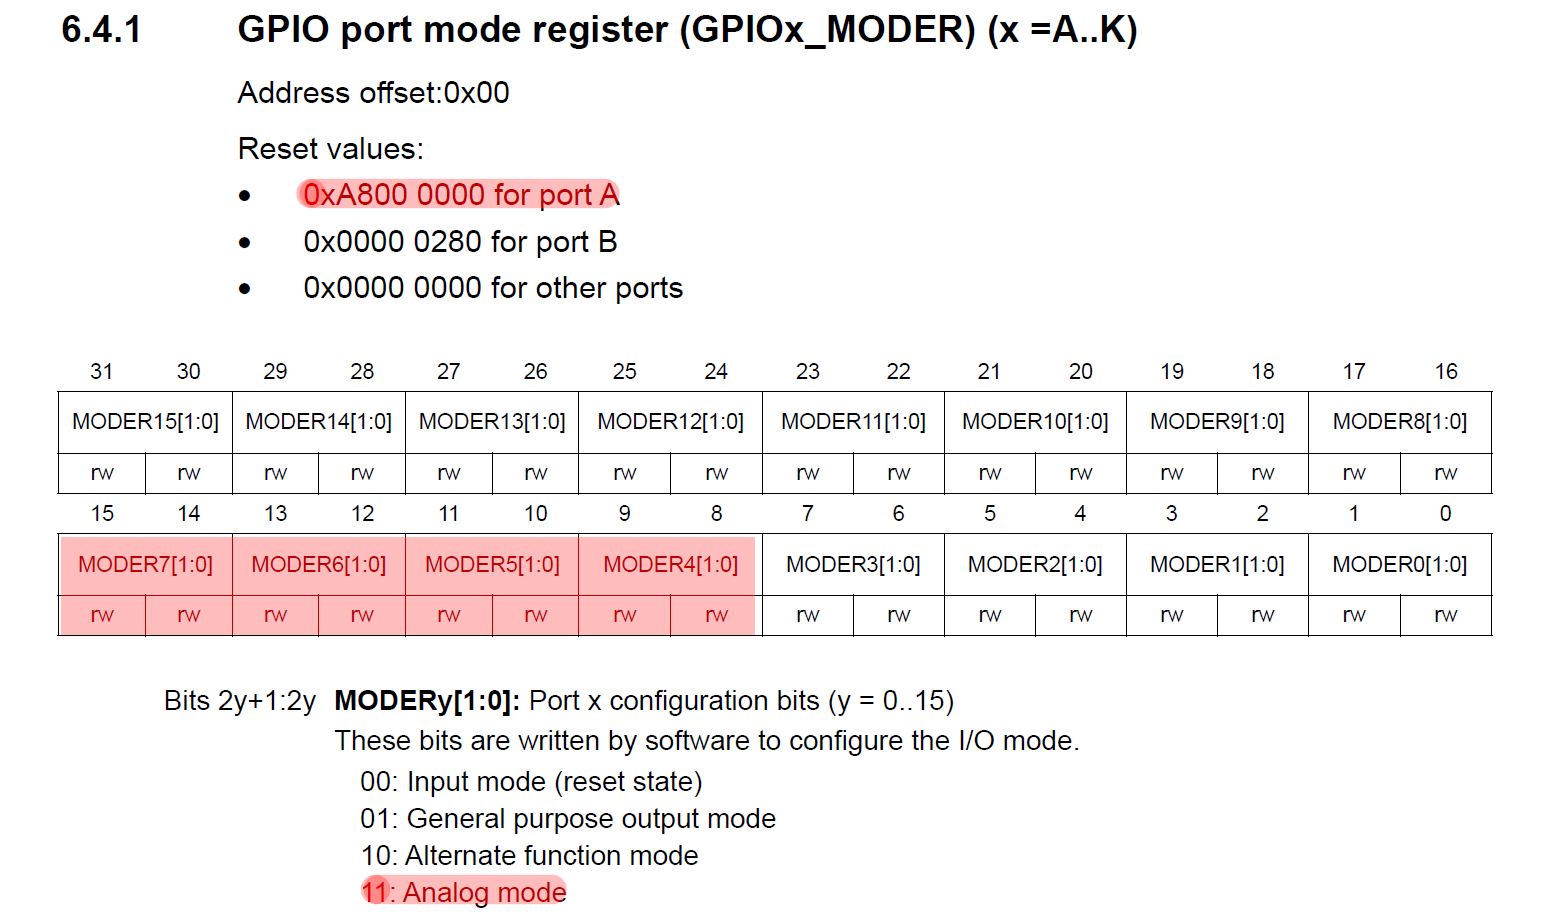 6.4.1 GPIO port mode register (GPIOx_MODER) (x =A..K)
Address offset:0x00
Reset values:
• 0xA800 0000 for port A
• 0x0000 0280 for port B
• 0x0000 0000 for other ports
31 30 29 28 27 26 25 24 23 22 21 20 19 18 17 16
MODER15[1:0] MODER14[1:0] MODER13[1:0] MODER12[1:0] MODER11[1:0] MODER10[1:0] MODER9[1:0] MODER8[1:0]
rw rw rw rw rw rw rw rw rw rw rw rw rw rw rw rw
15 14 13 12 11 10 9 8 7 6 5 4 3 2 1 0
MODER7[1:0] MODER6[1:0] MODER5[1:0] MODER4[1:0] MODER3[1:0] MODER2[1:0] MODER1[1:0] MODER0[1:0]
rw rw rw rw rw rw rw rw rw rw rw rw rw rw rw rw
Bits 2y+1:2y MODERy[1:0]: Port x configuration bits (y = 0..15)
These bits are written by software to configure the I/O mode.
00: Input mode (reset state)
01: General purpose output mode
10: Alternate function mode
11: Analog mode